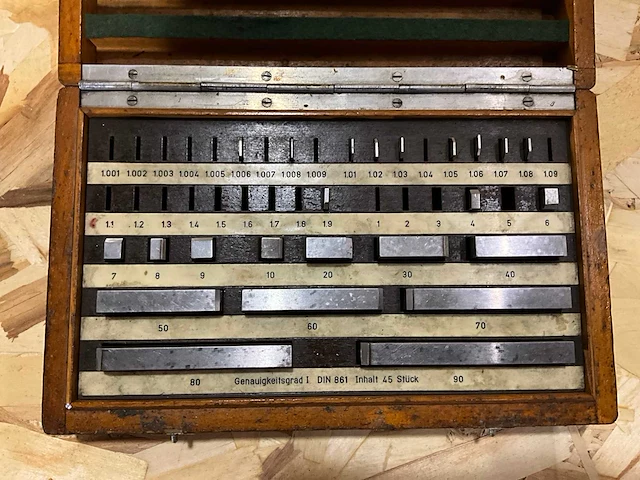 1.001 1.002 1.003 1.004 1.005 1.006 1.007 1.008 1.009 1.01 1.02 1.03 1.04 1.05 1.06 1.07 1.08 1.09
1.1 1.2 1.3 1.4 1.5 1.6 1.7 1.8 1.9 1 2 3 4 5 6
7 8 9 10 20 30 40
50 60 70
80 Genauigkeitsgrad I DIN 861 Inhalt 45 Stück 90